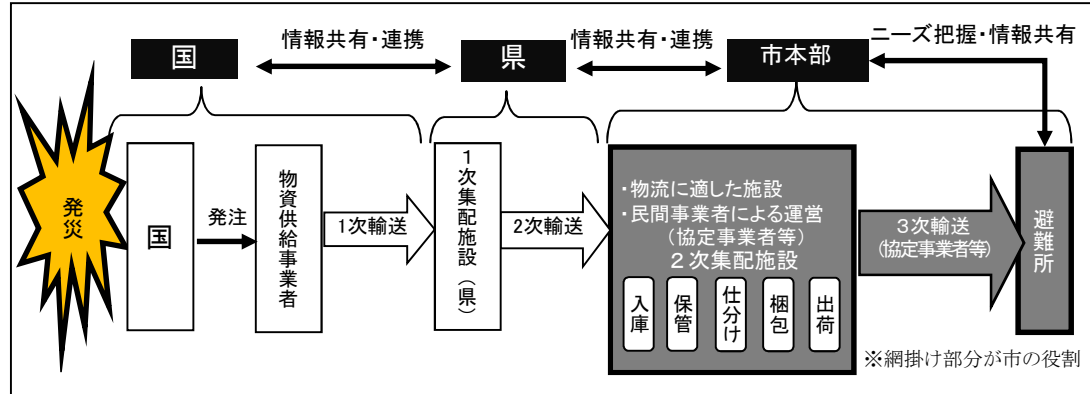 情報共有・連携
情報共有・連携
ニーズ把握・情報共有
国
県
市本部
発災
国
発注
物資供給事業者
1次輸送
1次集配施設（県）
2次輸送
・物流に適した施設
・民間事業者による運営
（協定事業者等）
２次集配施設
入庫
保管
仕分け
梱包
出荷
3次輸送
(協定事業者等)
避難所
※網掛け部分が市の役割